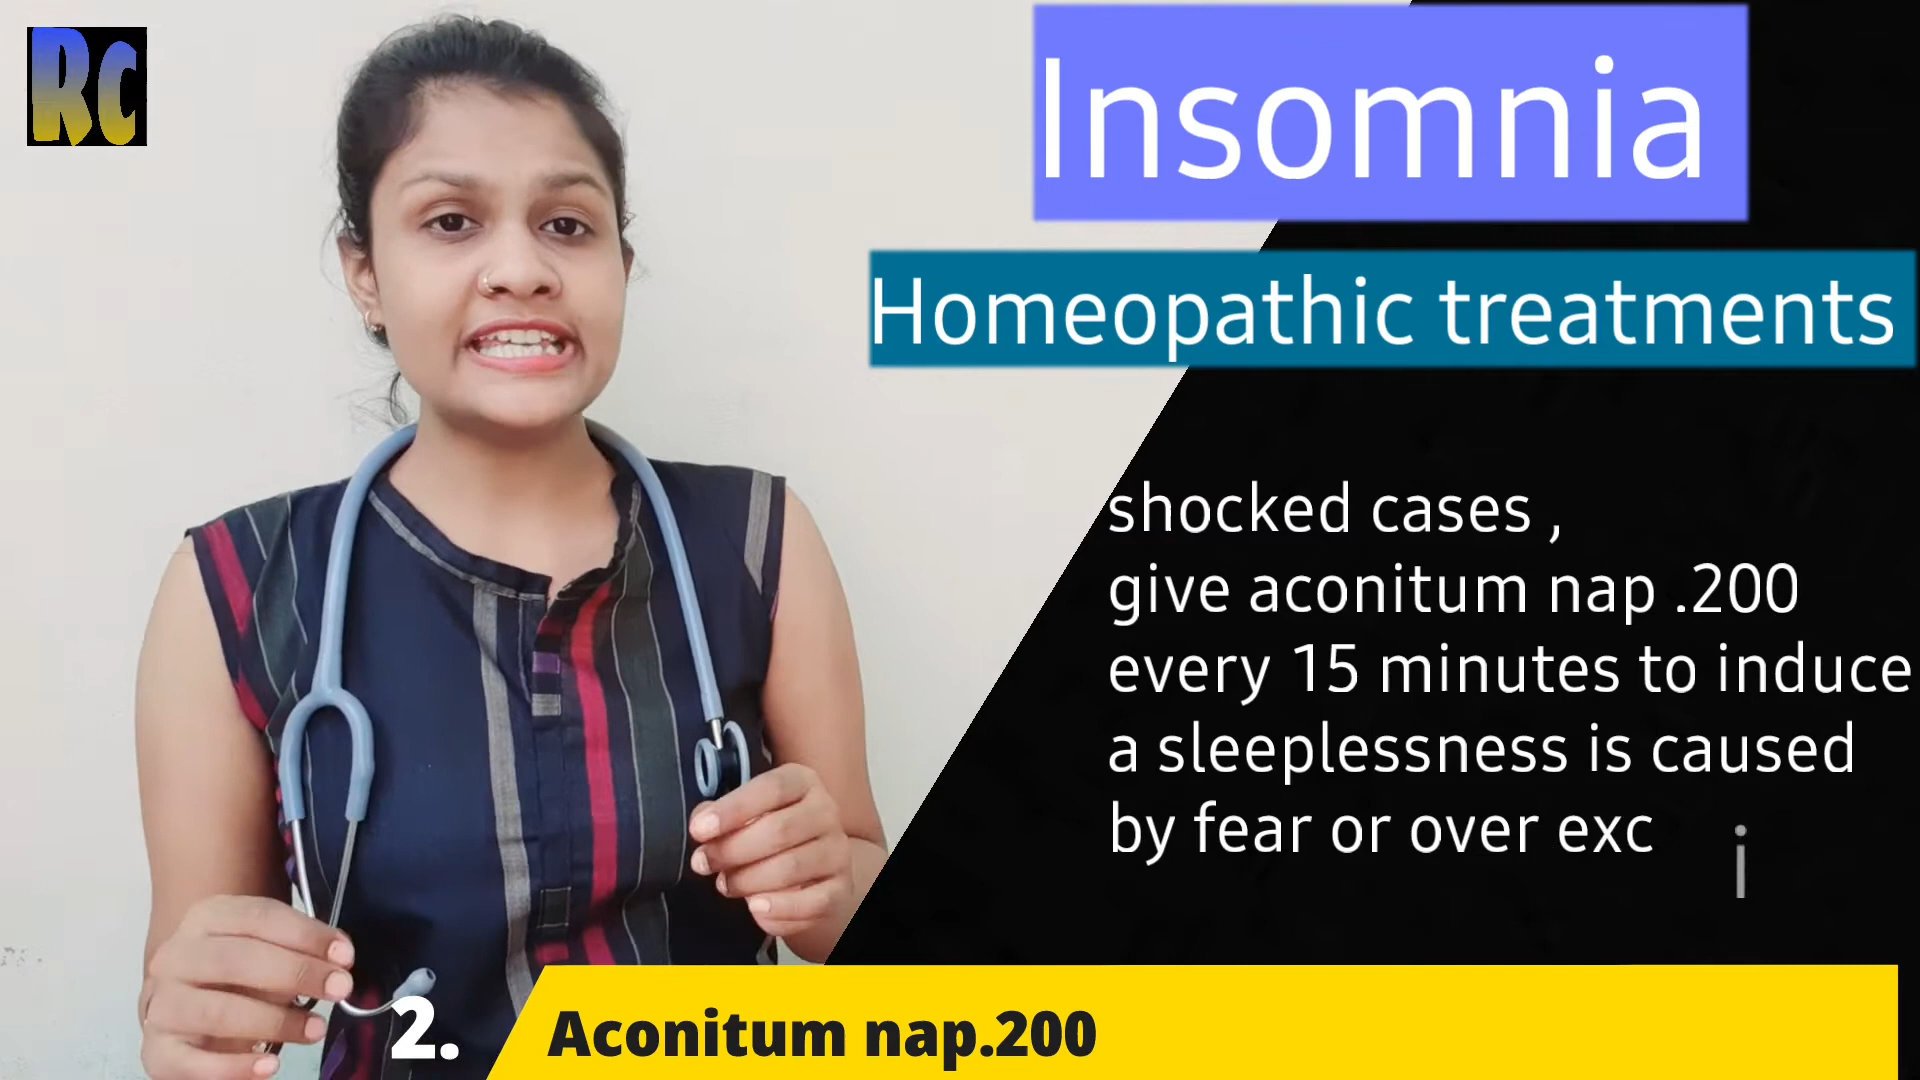 Rc
Insomnia
Homeopathic treatments
shocked cases ,
give aconitum nap .200
every 15 minutes to induce
a sleeplessness is caused
by fear or over exc i
2. Aconitum nap.200